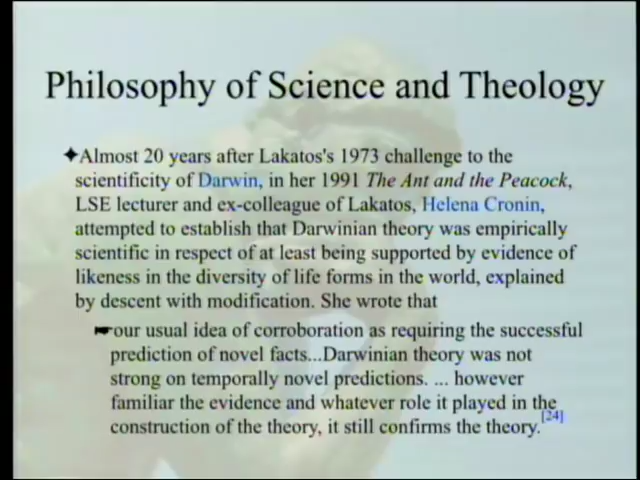 Philosophy of Science and Theology
Almost 20 years after Lakatos's 1973 challenge to the
scientificity of Darwin, in her 1991 The Ant and the Peacock,
LSE lecturer and ex-colleague of Lakatos, Helena Cronin,
attempted to establish that Darwinian theory was empirically
scientific in respect of at least being supported by evidence of
likeness in the diversity of life forms in the world, explained
by descent with modification. She wrote that
our usual idea of corroboration as requiring the successful
prediction of novel facts...Darwinian theory was not
strong on temporally novel predictions. ... however
familiar the evidence and whatever role it played in the
construction of the theory, it still confirms the theory.[24]